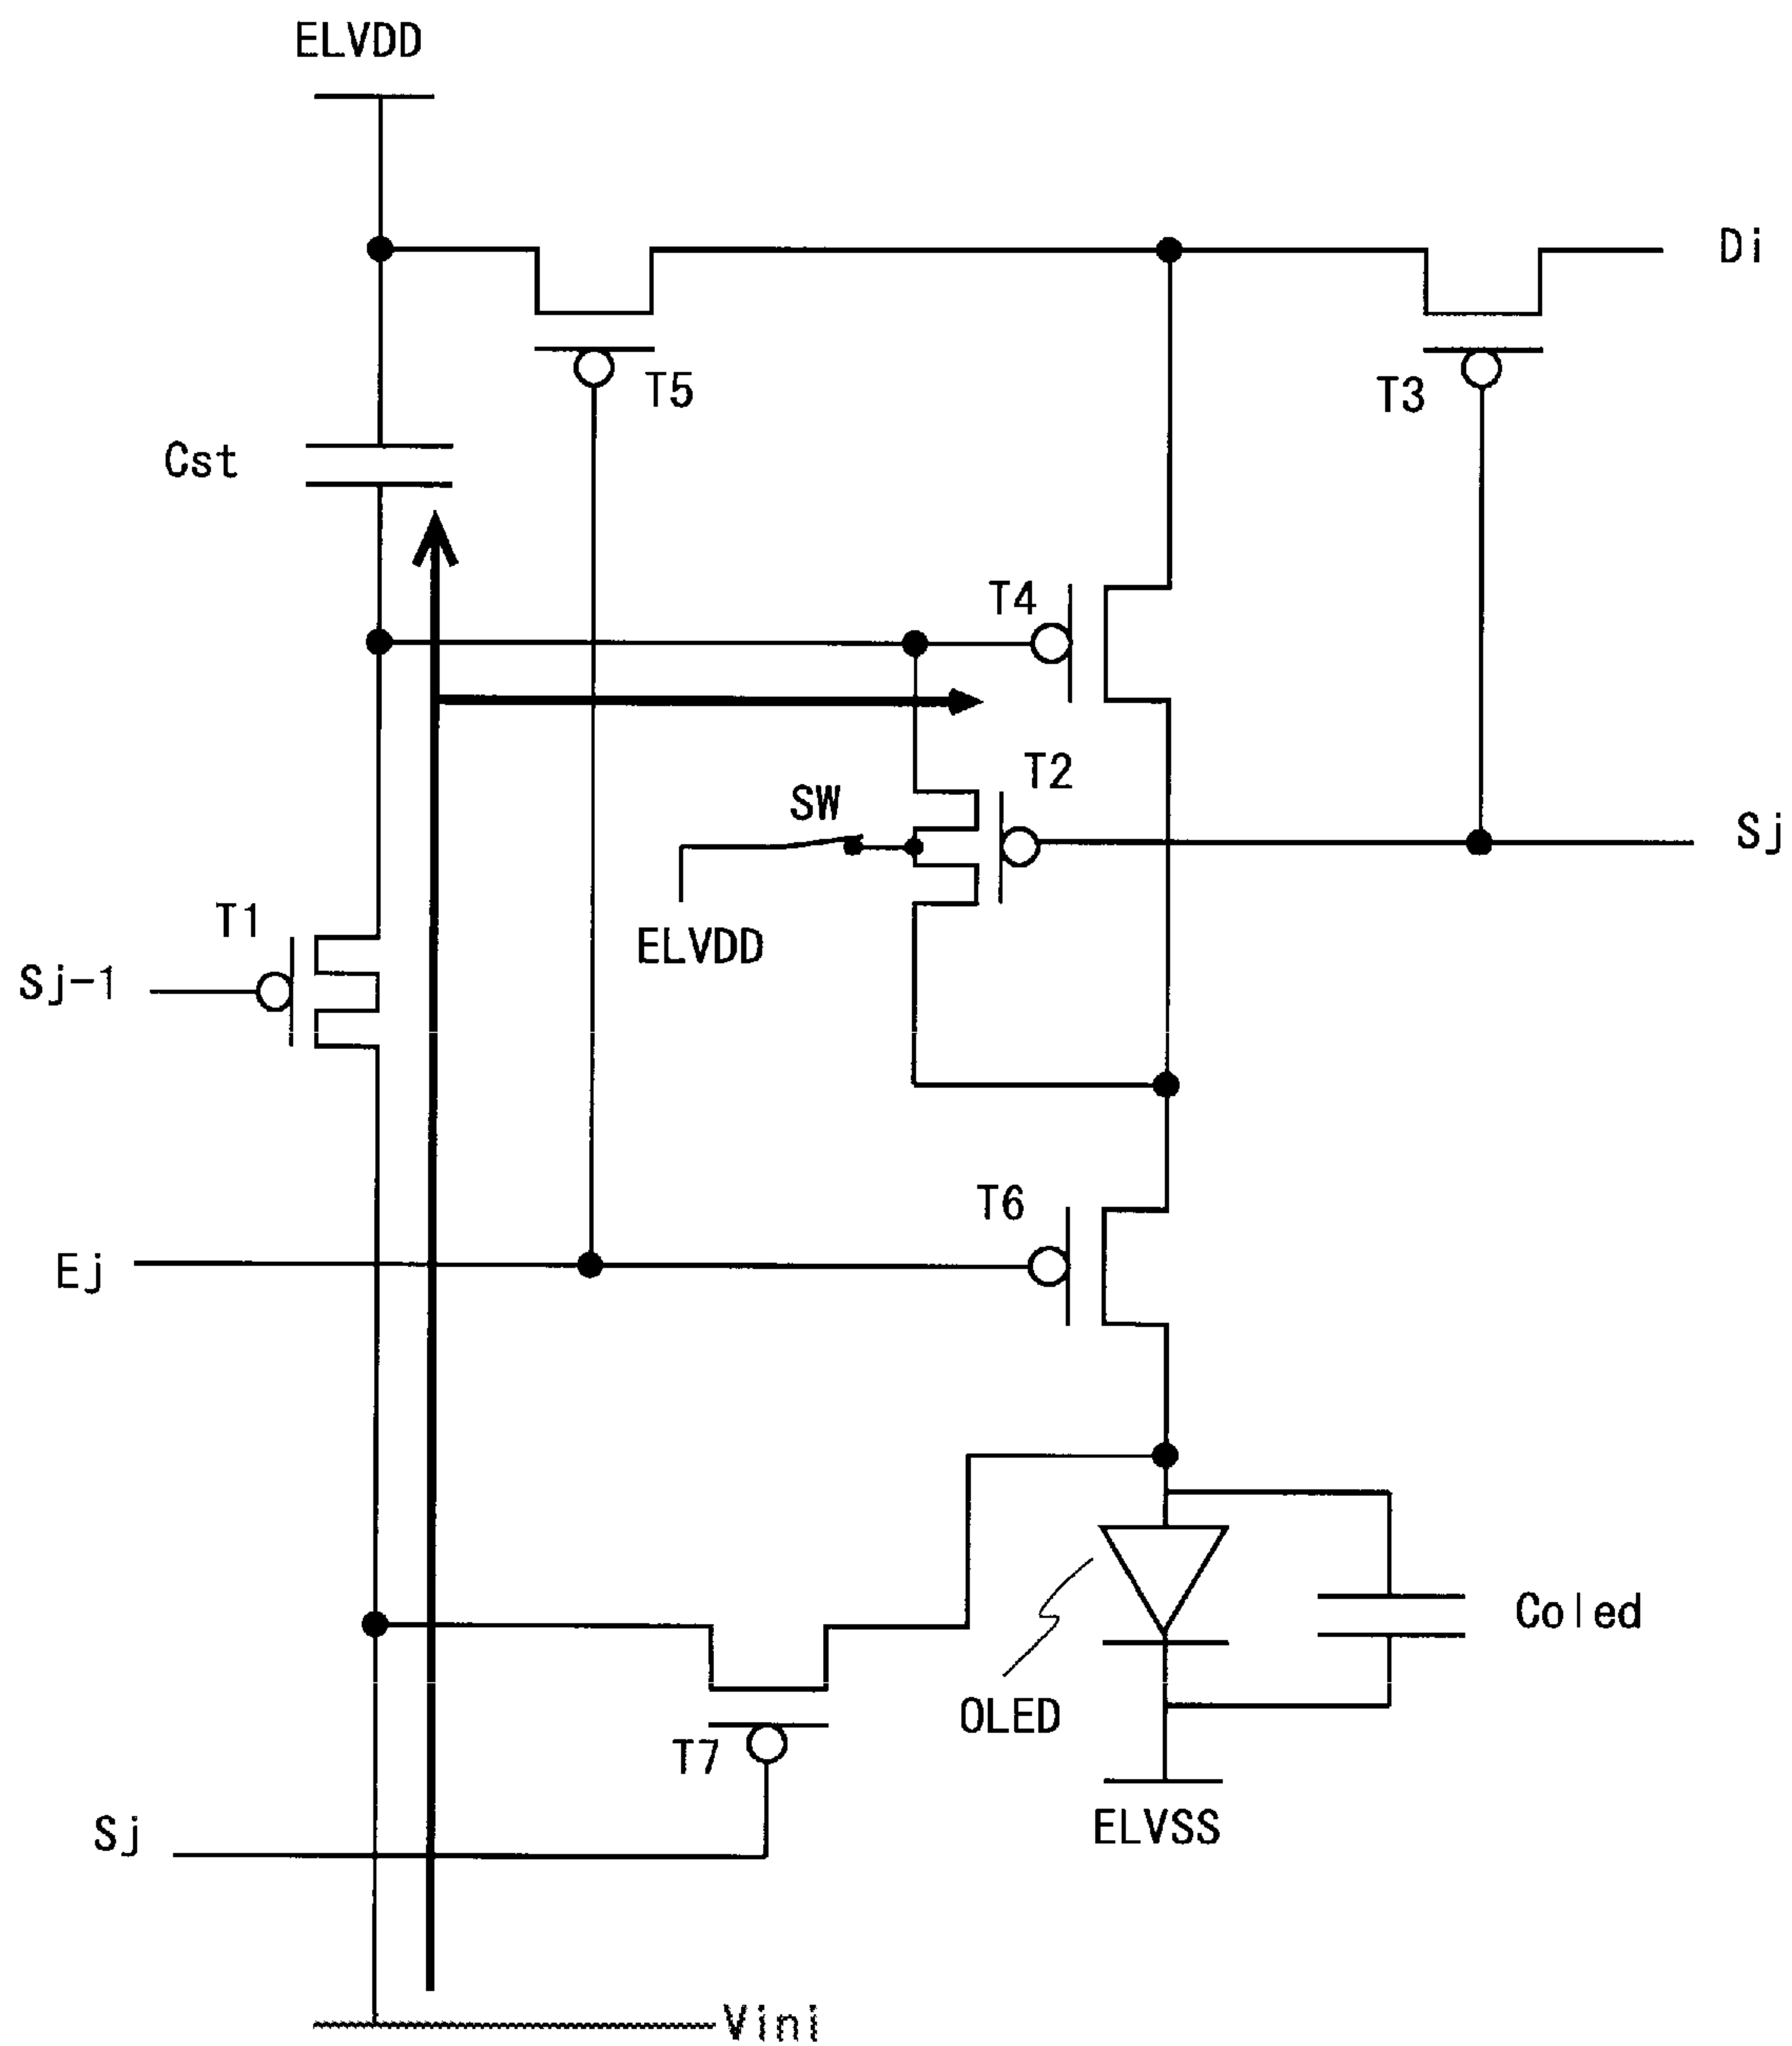 ELVDD
Di
T5
T3
Cst
T4
T2
SW
Sj
T1
ELVDD
Sj-1
T6
Ej
Coled
OLED
T7
ELVSS
Sj
Vini